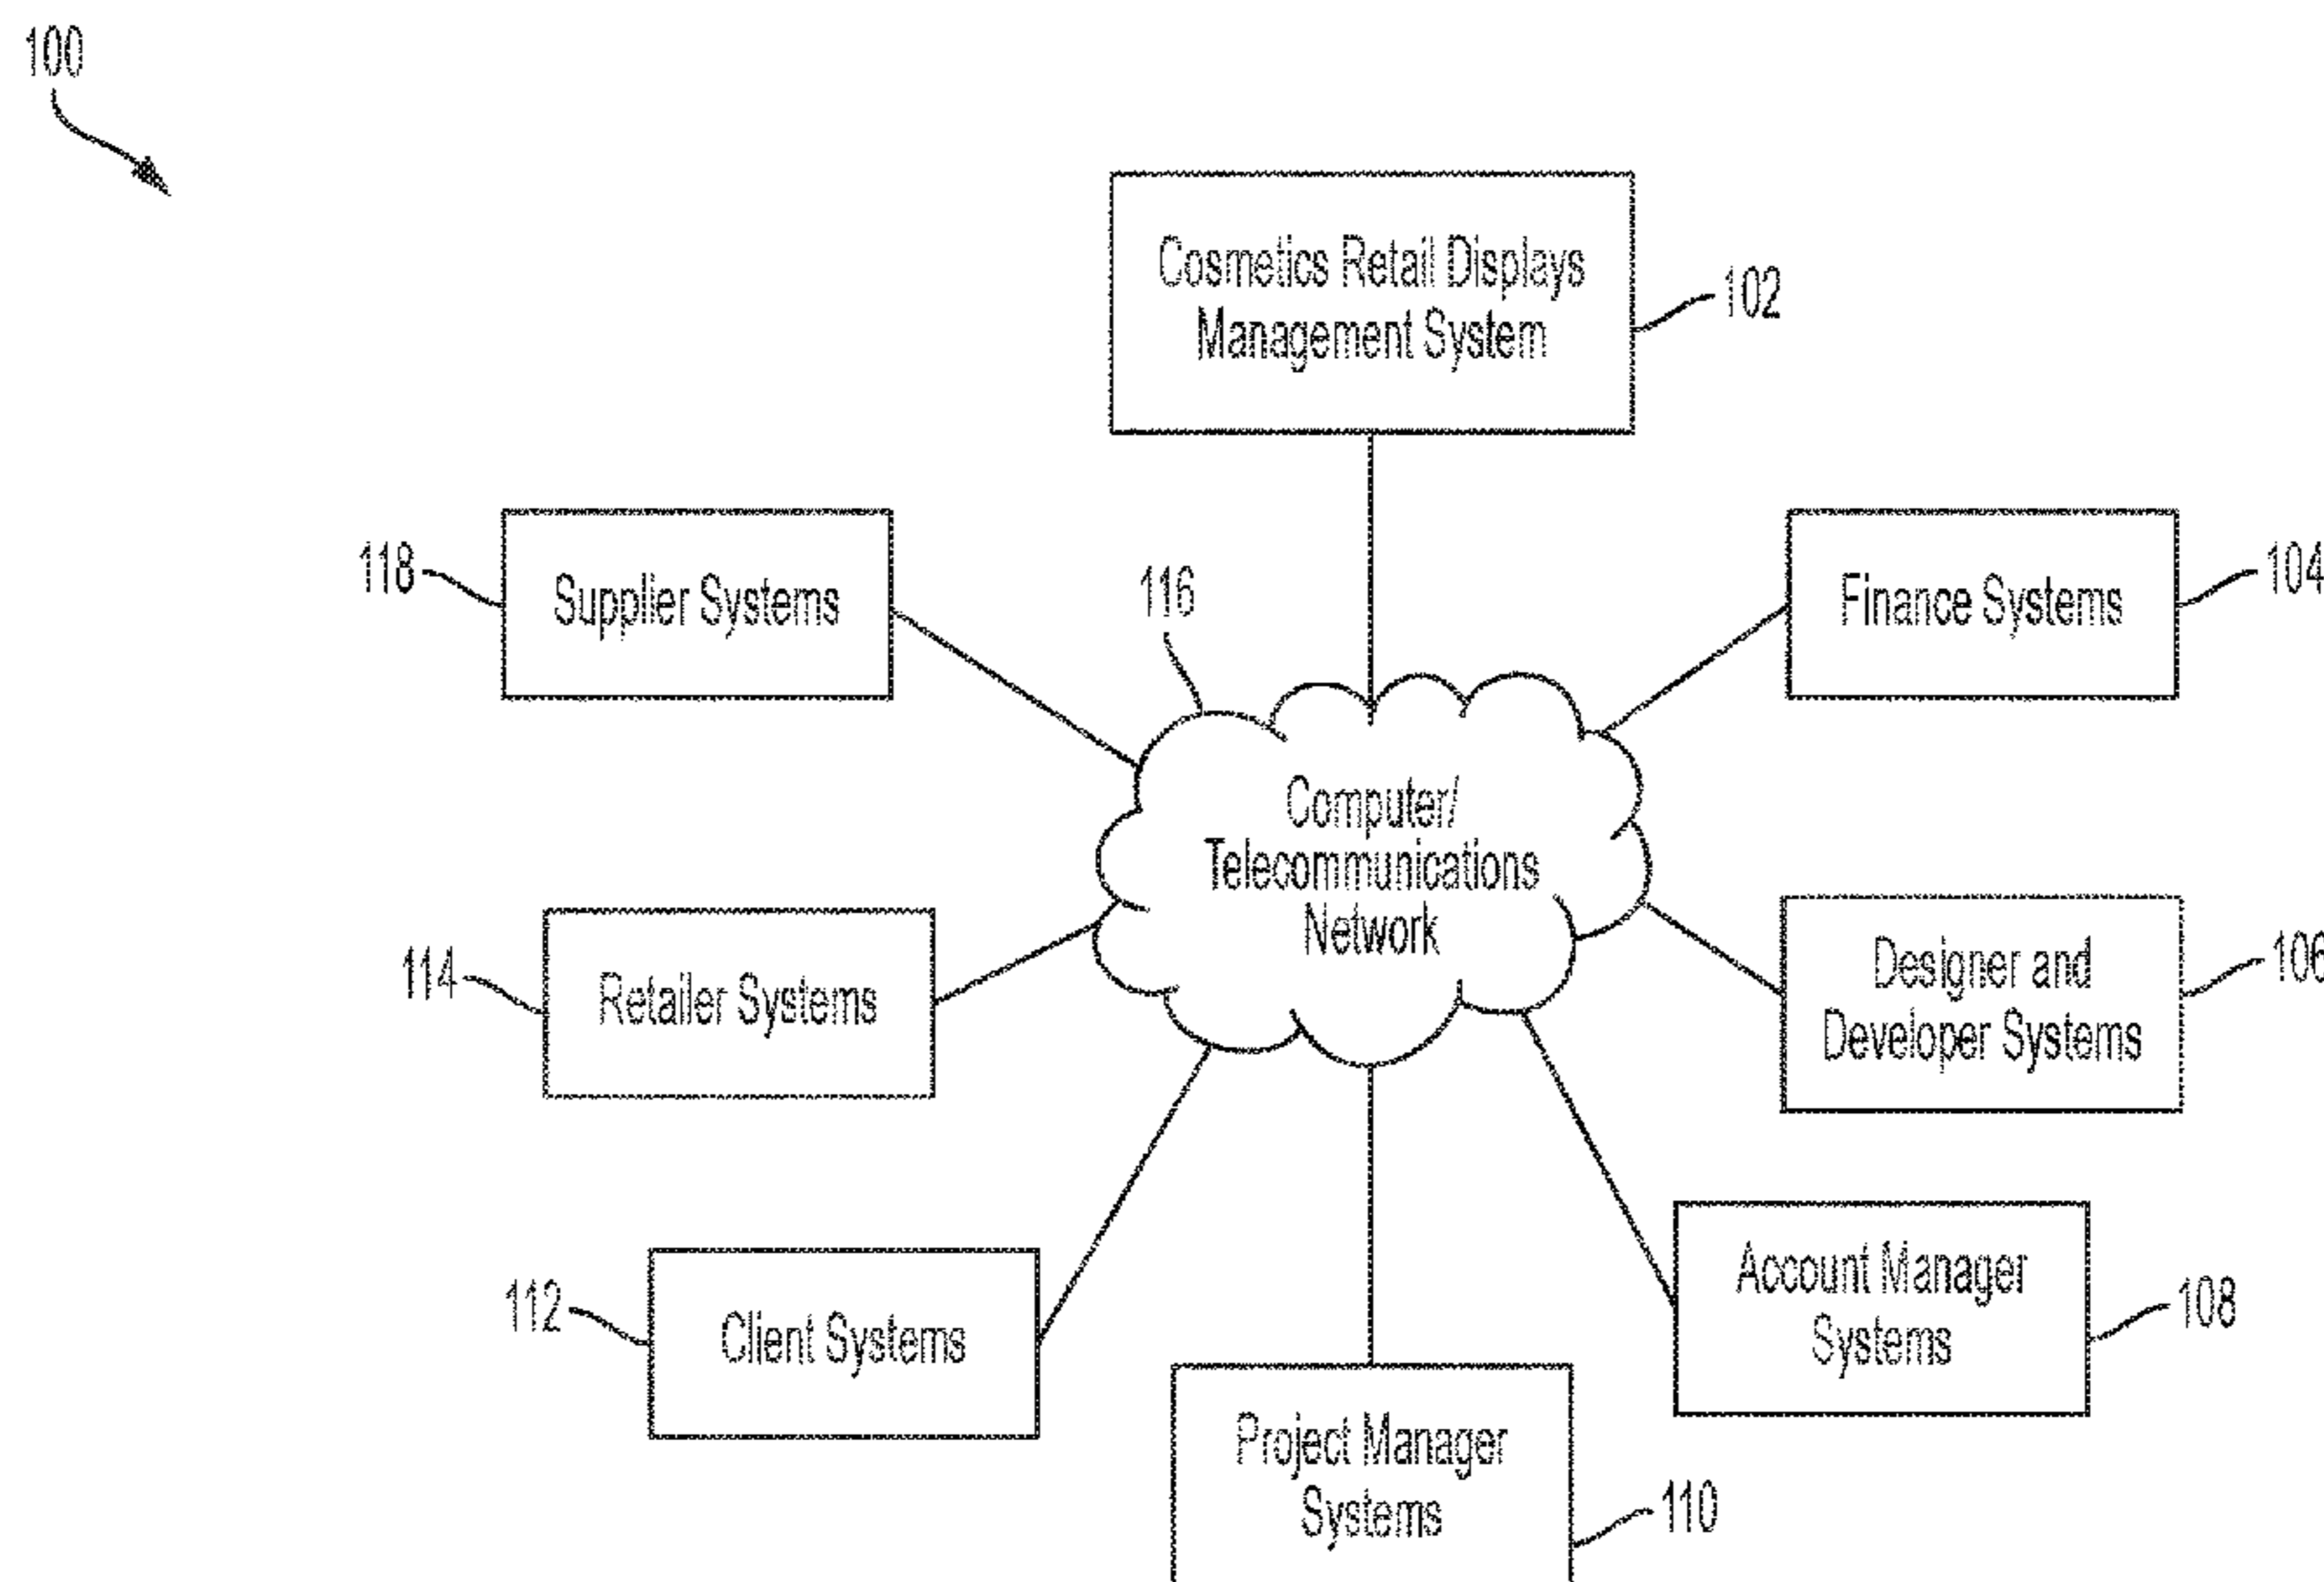 100
Cosmetics Retail Displays
Management System
102
118
Supplier Systems
116
Finance Systems
104
Computer/
Telecommunications
Network
114
Retailer Systems
Designer and
Developer Systems
106
112
Client Systems
Account Manager
Systems
108
Project Manager
Systems
110